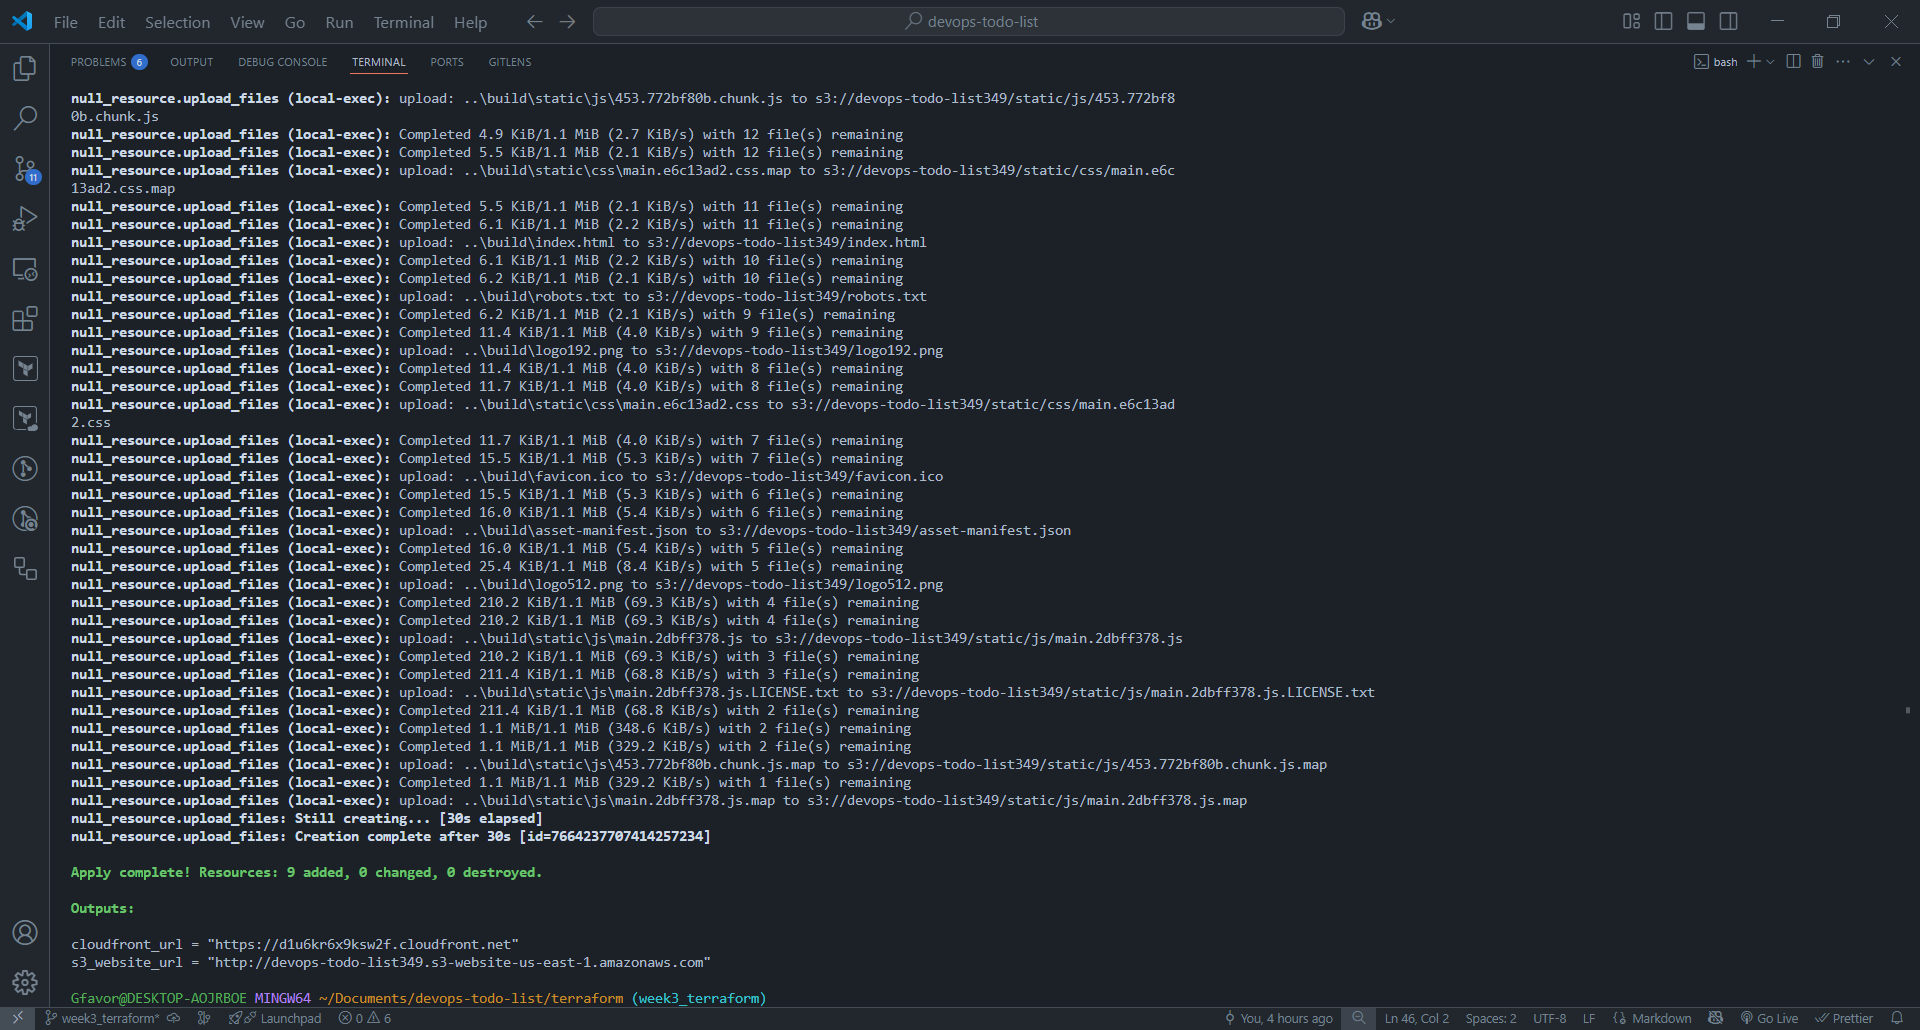 File Edit Selection View Go Run Terminal Help
devops-todo-list
PROBLEMS 6 OUTPUT DEBUG CONSOLE TERMINAL PORTS GITLENS
bash
null_resource.upload_files (local-exec): upload: ..\build\static\js\453.772bf80b.chunk.js to s3://devops-todo-list349/static/js/453.772bf8
0b.chunk.js
null_resource.upload_files (local-exec): Completed 4.9 KiB/1.1 MiB (2.7 KiB/s) with 12 file(s) remaining
null_resource.upload_files (local-exec): Completed 5.5 KiB/1.1 MiB (2.1 KiB/s) with 12 file(s) remaining
null_resource.upload_files (local-exec): upload: ..\build\static\css\main.e6c13ad2.css.map to s3://devops-todo-list349/static/css/main.e6c
13ad2.css.map
null_resource.upload_files (local-exec): Completed 5.5 KiB/1.1 MiB (2.1 KiB/s) with 11 file(s) remaining
null_resource.upload_files (local-exec): Completed 6.1 KiB/1.1 MiB (2.2 KiB/s) with 11 file(s) remaining
null_resource.upload_files (local-exec): upload: ..\build\index.html to s3://devops-todo-list349/index.html
null_resource.upload_files (local-exec): Completed 6.1 KiB/1.1 MiB (2.2 KiB/s) with 10 file(s) remaining
null_resource.upload_files (local-exec): Completed 6.2 KiB/1.1 MiB (2.1 KiB/s) with 10 file(s) remaining
null_resource.upload_files (local-exec): upload: ..\build\robots.txt to s3://devops-todo-list349/robots.txt
null_resource.upload_files (local-exec): Completed 6.2 KiB/1.1 MiB (2.1 KiB/s) with 9 file(s) remaining
null_resource.upload_files (local-exec): Completed 11.4 KiB/1.1 MiB (4.0 KiB/s) with 9 file(s) remaining
null_resource.upload_files (local-exec): upload: ..\build\logo192.png to s3://devops-todo-list349/logo192.png
null_resource.upload_files (local-exec): Completed 11.4 KiB/1.1 MiB (4.0 KiB/s) with 8 file(s) remaining
null_resource.upload_files (local-exec): Completed 11.7 KiB/1.1 MiB (4.0 KiB/s) with 8 file(s) remaining
null_resource.upload_files (local-exec): upload: ..\build\static\css\main.e6c13ad2.css to s3://devops-todo-list349/static/css/main.e6c13ad
2.css
null_resource.upload_files (local-exec): Completed 11.7 KiB/1.1 MiB (4.0 KiB/s) with 7 file(s) remaining
null_resource.upload_files (local-exec): Completed 15.5 KiB/1.1 MiB (5.3 KiB/s) with 7 file(s) remaining
null_resource.upload_files (local-exec): upload: ..\build\favicon.ico to s3://devops-todo-list349/favicon.ico
null_resource.upload_files (local-exec): Completed 15.5 KiB/1.1 MiB (5.3 KiB/s) with 6 file(s) remaining
null_resource.upload_files (local-exec): Completed 16.0 KiB/1.1 MiB (5.4 KiB/s) with 6 file(s) remaining
null_resource.upload_files (local-exec): upload: ..\build\asset-manifest.json to s3://devops-todo-list349/asset-manifest.json
null_resource.upload_files (local-exec): Completed 16.0 KiB/1.1 MiB (5.4 KiB/s) with 5 file(s) remaining
null_resource.upload_files (local-exec): Completed 25.4 KiB/1.1 MiB (8.4 KiB/s) with 5 file(s) remaining
null_resource.upload_files (local-exec): upload: ..\build\logo512.png to s3://devops-todo-list349/logo512.png
null_resource.upload_files (local-exec): Completed 210.2 KiB/1.1 MiB (69.3 KiB/s) with 4 file(s) remaining
null_resource.upload_files (local-exec): Completed 210.2 KiB/1.1 MiB (69.3 KiB/s) with 4 file(s) remaining
null_resource.upload_files (local-exec): upload: ..\build\static\js\main.2dbff378.js to s3://devops-todo-list349/static/js/main.2dbff378.js
null_resource.upload_files (local-exec): Completed 210.2 KiB/1.1 MiB (69.3 KiB/s) with 3 file(s) remaining
null_resource.upload_files (local-exec): Completed 211.4 KiB/1.1 MiB (68.8 KiB/s) with 3 file(s) remaining
null_resource.upload_files (local-exec): upload: ..\build\static\js\main.2dbff378.js.LICENSE.txt to s3://devops-todo-list349/static/js/main.2dbff378.js.LICENSE.txt
null_resource.upload_files (local-exec): Completed 211.4 KiB/1.1 MiB (68.8 KiB/s) with 2 file(s) remaining
null_resource.upload_files (local-exec): Completed 1.1 MiB/1.1 MiB (348.6 KiB/s) with 2 file(s) remaining
null_resource.upload_files (local-exec): Completed 1.1 MiB/1.1 MiB (329.2 KiB/s) with 2 file(s) remaining
null_resource.upload_files (local-exec): upload: ..\build\static\js\453.772bf80b.chunk.js.map to s3://devops-todo-list349/static/js/453.772bf80b.chunk.js.map
null_resource.upload_files (local-exec): Completed 1.1 MiB/1.1 MiB (329.2 KiB/s) with 1 file(s) remaining
null_resource.upload_files (local-exec): upload: ..\build\static\js\main.2dbff378.js.map to s3://devops-todo-list349/static/js/main.2dbff378.js.map
null_resource.upload_files: Still creating... [30s elapsed]
null_resource.upload_files: Creation complete after 30s [id=7664237707414257234]
Apply complete! Resources: 9 added, 0 changed, 0 destroyed.
Outputs:
cloudfront_url = "https://d1u6kr6x9ksw2f.cloudfront.net"
s3_website_url = "http://devops-todo-list349.s3-website-us-east-1.amazonaws.com"
Gfavor@DESKTOP-AOJRBOE MINGW64 ~/Documents/devops-todo-list/terraform (week3_terraform)
11
week3_terraform* Launchpad 0 6 You, 4 hours ago Ln 46, Col 2 Spaces: 2 UTF-8 LF Markdown Go Live Prettier